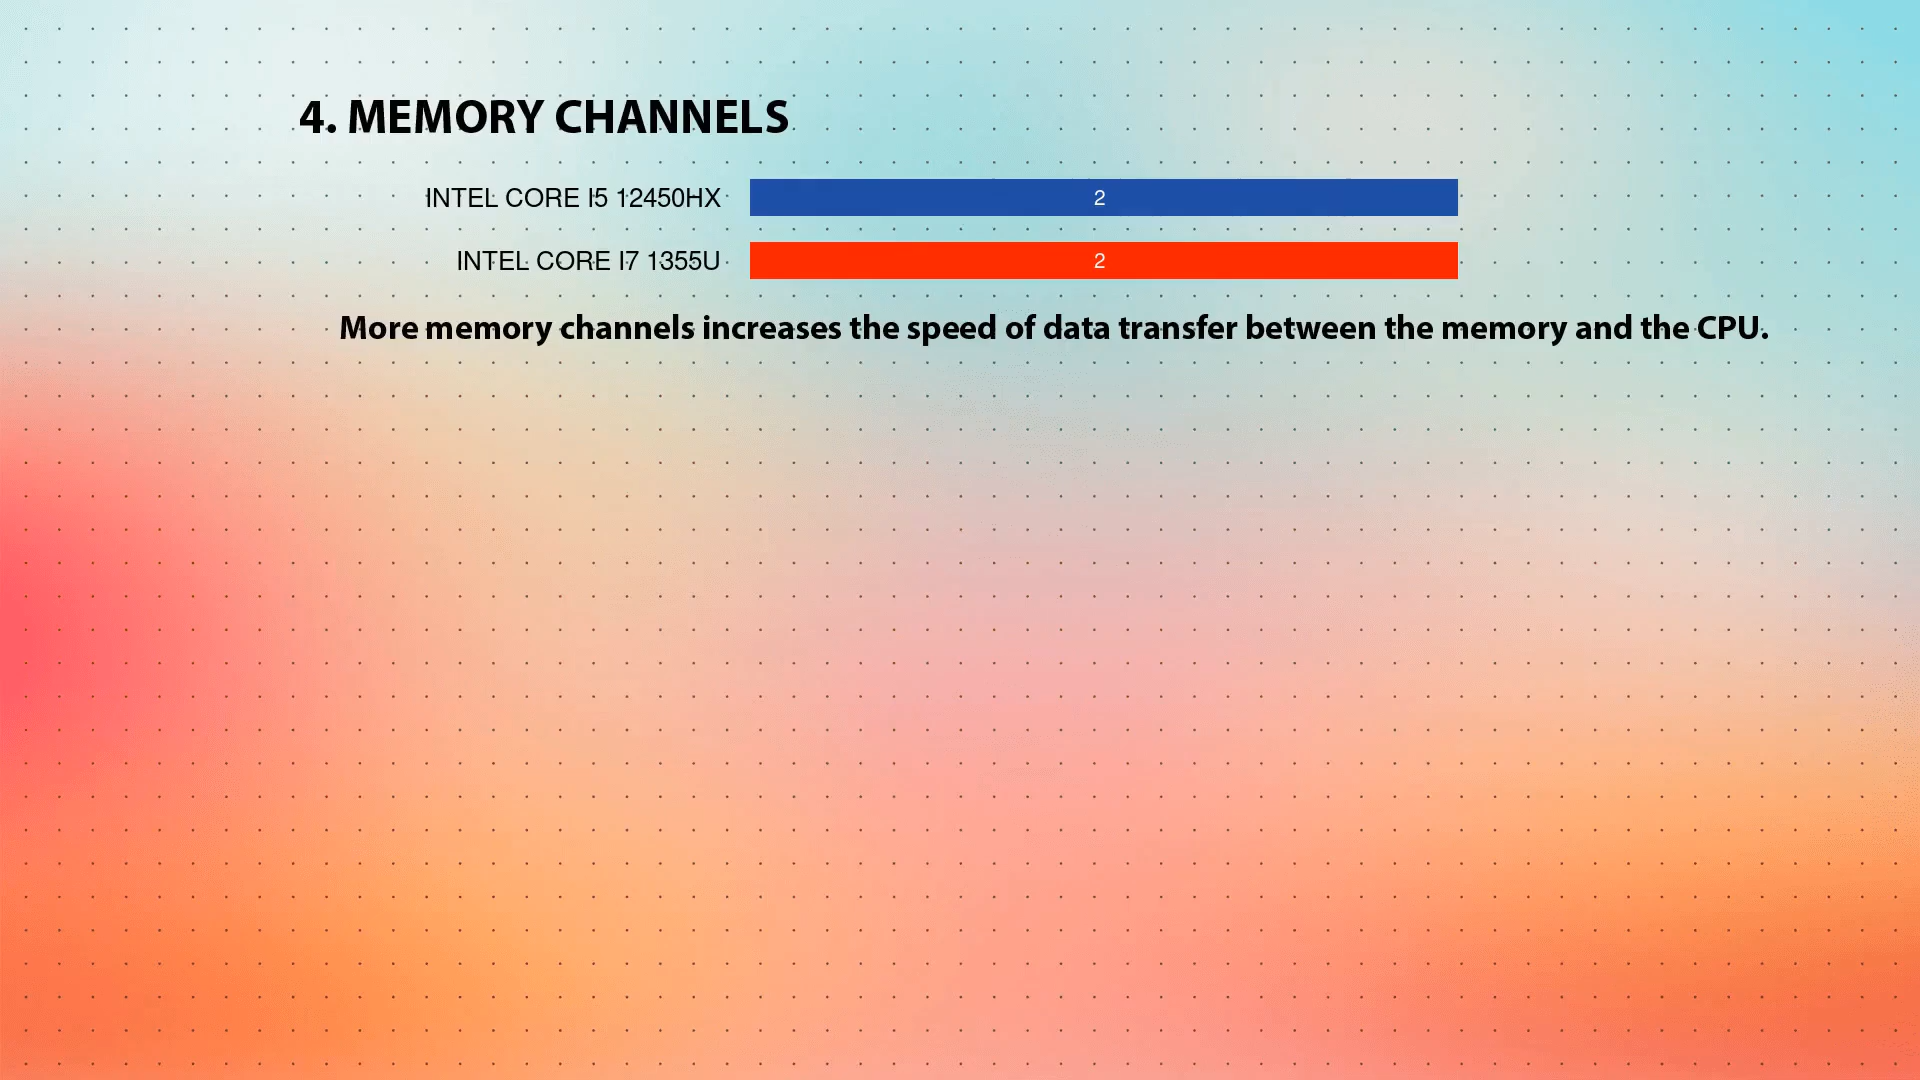 4. MEMORY CHANNELS
INTEL CORE I5 12450HX
2
INTEL CORE I7 1355U
2
More memory channels increases the speed of data transfer between the memory and the CPU.